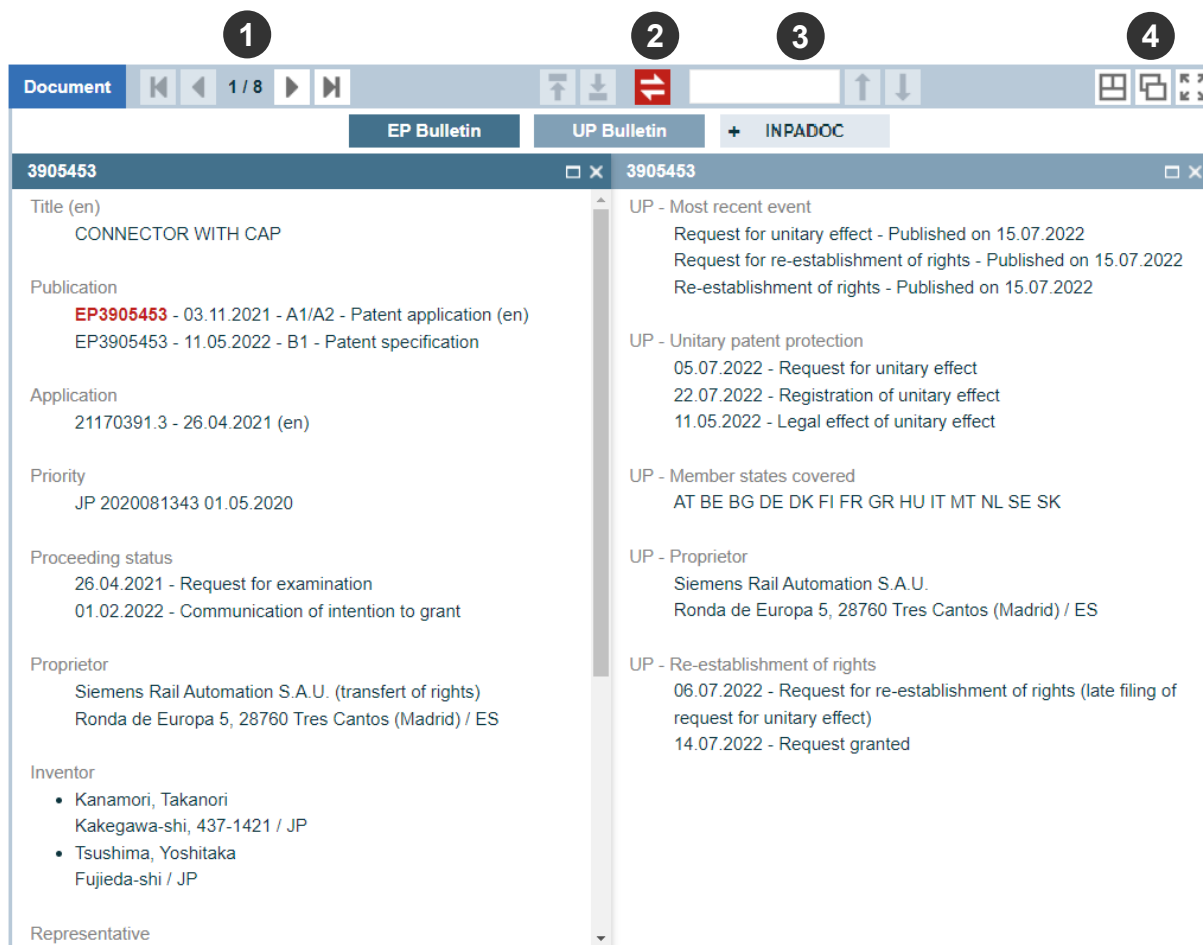 1
2
3
4
Document
1 / 8
EP Bulletin
UP Bulletin
+ INPADOC
3905453
Title (en)
CONNECTOR WITH CAP
Publication
EP3905453 - 03.11.2021 - A1/A2 - Patent application (en)
EP3905453 - 11.05.2022 - B1 - Patent specification
Application
21170391.3 - 26.04.2021 (en)
Priority
JP 2020081343 01.05.2020
Proceeding status
26.04.2021 - Request for examination
01.02.2022 - Communication of intention to grant
Proprietor
Siemens Rail Automation S.A.U. (transfert of rights)
Ronda de Europa 5, 28760 Tres Cantos (Madrid) / ES
Inventor
• Kanamori, Takanori
Kakegawa-shi, 437-1421 / JP
• Tsushima, Yoshitaka
Fujieda-shi / JP
Representative
3905453
UP - Most recent event
Request for unitary effect - Published on 15.07.2022
Request for re-establishment of rights - Published on 15.07.2022
Re-establishment of rights - Published on 15.07.2022
UP - Unitary patent protection
05.07.2022 - Request for unitary effect
22.07.2022 - Registration of unitary effect
11.05.2022 - Legal effect of unitary effect
UP - Member states covered
AT BE BG DE DK FI FR GR HU IT MT NL SE SK
UP - Proprietor
Siemens Rail Automation S.A.U.
Ronda de Europa 5, 28760 Tres Cantos (Madrid) / ES
UP - Re-establishment of rights
06.07.2022 - Request for re-establishment of rights (late filing of
request for unitary effect)
14.07.2022 - Request granted